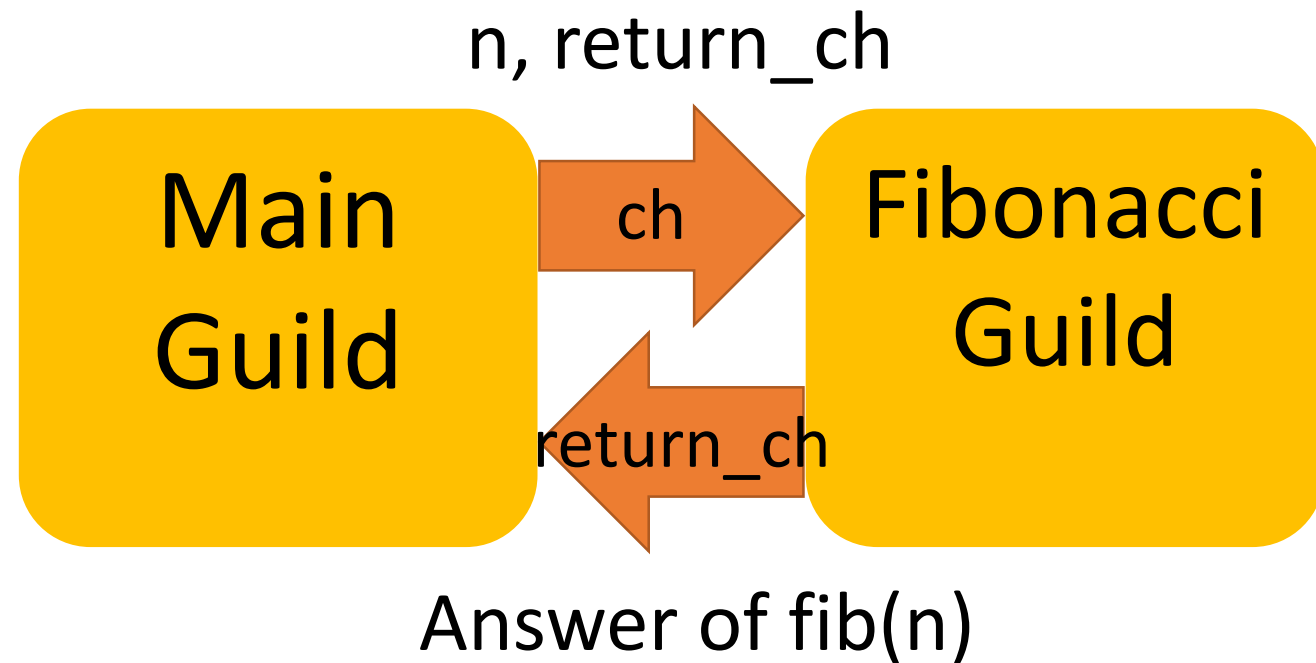 n, return_ch
Main
Guild
ch
Fibonacci
Guild
return_ch
Answer of fib(n)